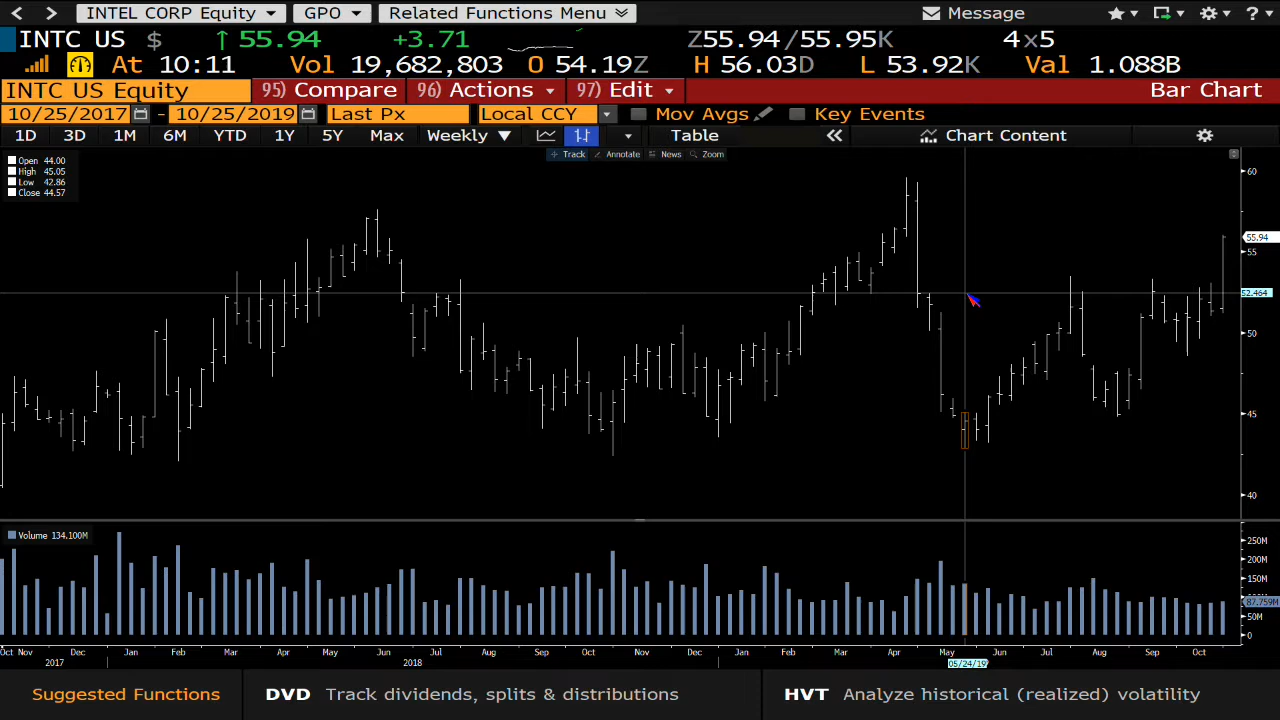 INTEL CORP Equity GPO Related Functions Menu Message ?
INTC US $ ↑ 55.94 +3.71 Z55.94/55.95K 4x5
At 10:11 Vol 19,682,803 O 54.19Z H 56.03D L 53.92K Val 1.088B
INTC US Equity 95) Compare 96) Actions 97) Edit Bar Chart
10/25/2017 - 10/25/2019 Last Px Local CCY Mov Avgs Key Events
1D 3D 1M 6M YTD 1Y 5Y Max Weekly ▼ Table « Chart Content
Track Annotate News Zoom
Open 44.00
High 45.05
Low 42.86
Close 44.57
60
55.94
55
52.464
50
45
40
Volume 134.100M
250M
200M
150M
100M
87.759M
50M
0
Oct Nov Dec Jan Feb Mar Apr May Jun Jul Aug Sep Oct Nov Dec Jan Feb Mar Apr May Jun Jul Aug Sep Oct
2017 2018 05/24/19
Suggested Functions DVD Track dividends, splits & distributions HVT Analyze historical (realized) volatility